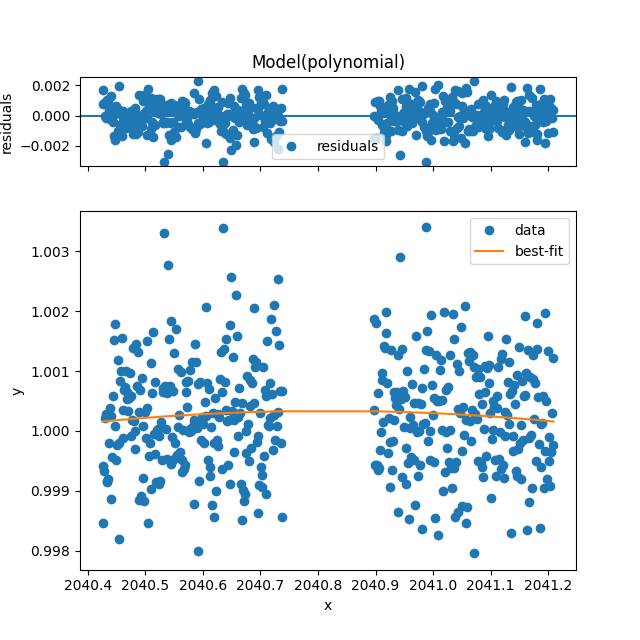 Model(polynomial)
0.002
0.000
−0.002
residuals
residuals
1.003
1.002
1.001
1.000
0.999
0.998
y
data
best-fit
2040.4 2040.5 2040.6 2040.7 2040.8 2040.9 2041.0 2041.1 2041.2
x